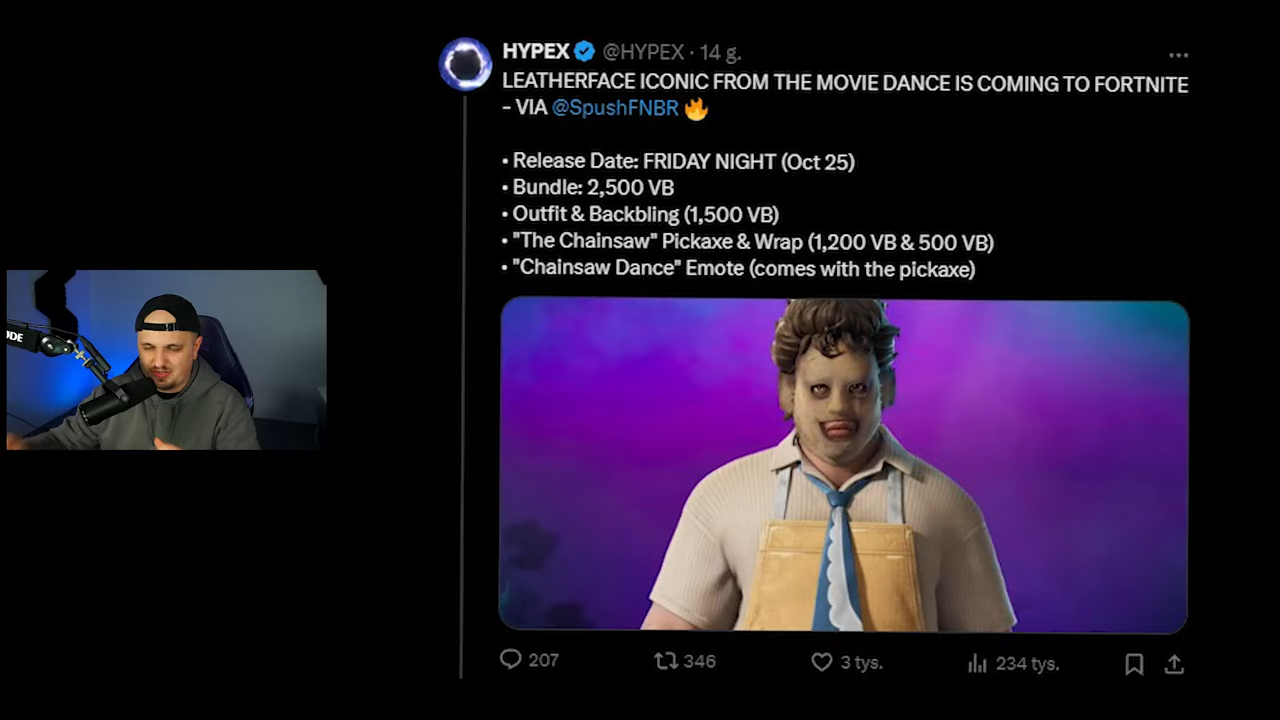 HYPEX @HYPEX · 14 g.
LEATHERFACE ICONIC FROM THE MOVIE DANCE IS COMING TO FORTNITE
- VIA @SpushFNBR 🔥
• Release Date: FRIDAY NIGHT (Oct 25)
• Bundle: 2,500 VB
• Outfit & Backbling (1,500 VB)
• "The Chainsaw" Pickaxe & Wrap (1,200 VB & 500 VB)
• "Chainsaw Dance" Emote (comes with the pickaxe)
207 346 3 tys. 234 tys.